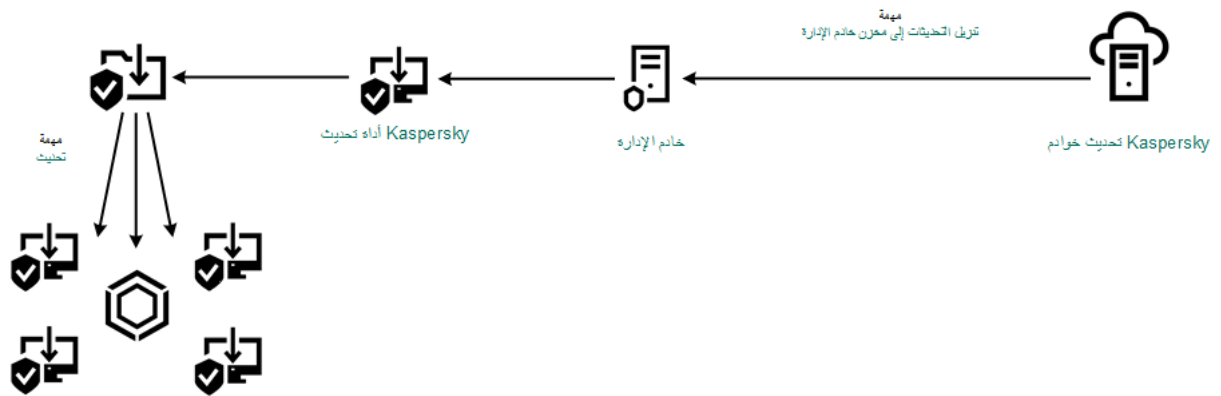 مهمة
تنزيل التحديثات إلى مخزن خادم الإدارة
Kaspersky تحديث خوادم
خادم الإدارة
Kaspersky أداة تحديث
مهمة
تحديث